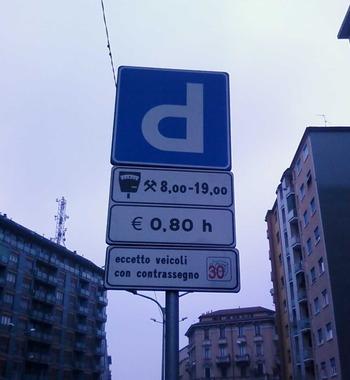 P
8,00-19,00
€ 0,80 h
eccetto veicoli
con contrassegno 30